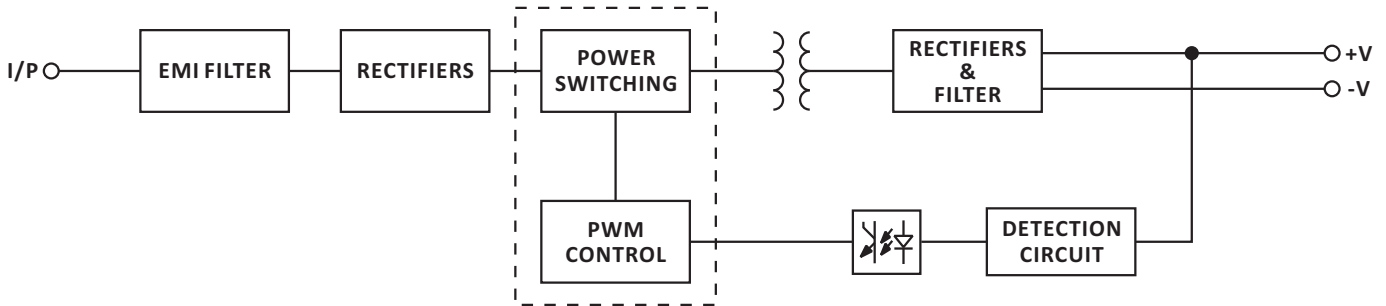 I/P
EMI FILTER
RECTIFIERS
POWER
SWITCHING
RECTIFIERS
&
FILTER
+V
-V
PWM
CONTROL
DETECTION
CIRCUIT